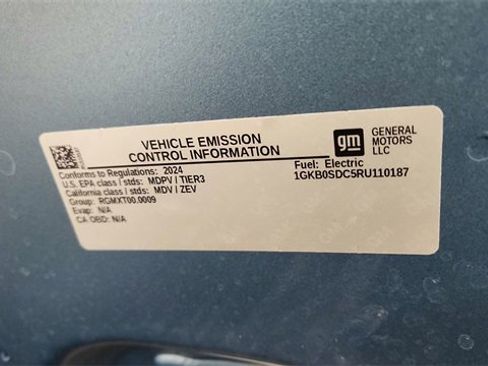 VEHICLE EMISSION
CONTROL INFORMATION
gm
GENERAL
MOTORS
LLC
Conforms to Regulations: 2024
U.S. EPA class / stds: MDPV / TIER3
California class / stds: MDV / ZEV
Group: RGMXT00.0009
Evap: N/A
CA OBD: N/A
Fuel: Electric
1GKB0SDC5RU110187